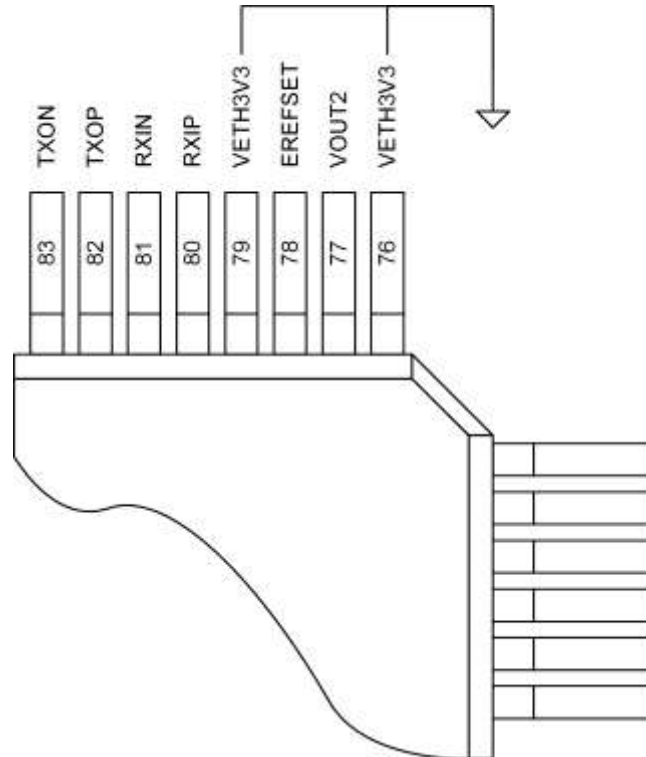 TXON
TXOP
RXIN
RXIP
VETH3V3
EREFSET
VOUT2
VETH3V3
83
82
81
80
79
78
77
76